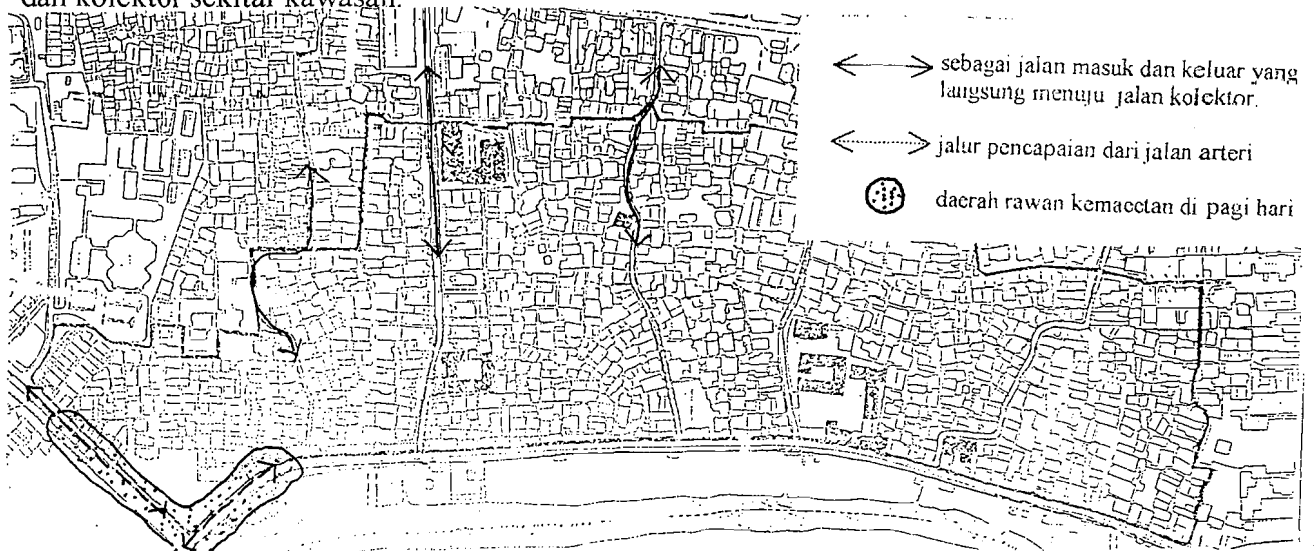 dan kolektor sekitar kawasan.
sebagai jalan masuk dan keluar yang
langsung menuju jalan kolektor.
jalur pencapaian dari jalan arteri
daerah rawan kemacetan di pagi hari